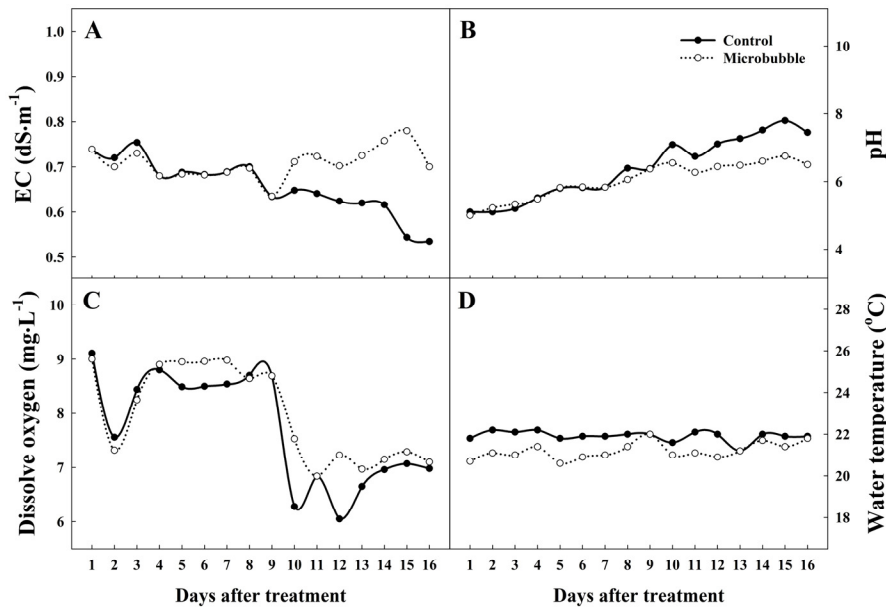 A
B
Control
Microbubble
EC (dS·m⁻¹)
1.0
0.9
0.8
0.7
0.6
0.5
10
8
6
4
pH
C
D
Dissolve oxygen (mg·L⁻¹)
10
9
8
7
6
28
26
24
22
20
18
Water temperature (°C)
1 2 3 4 5 6 7 8 9 10 11 12 13 14 15 16
1 2 3 4 5 6 7 8 9 10 11 12 13 14 15 16
Days after treatment
Days after treatment